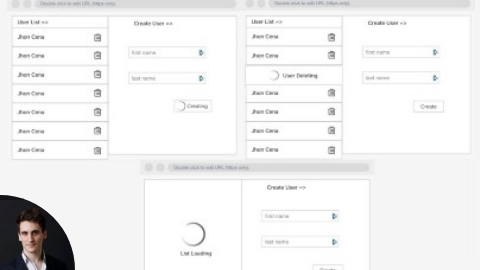 Double click to edit URL (https only)
User List =>
Create User =>
Jhon Cena
Jhon Cena
Jhon Cena
Jhon Cena
Jhon Cena
Jhon Cena
Jhon Cena
first name
last name
Creating
Double click to edit URL (https only)
User List =>
Create User =>
Jhon Cena
Jhon Cena
User Deleting
Jhon Cena
Jhon Cena
Jhon Cena
Jhon Cena
first name
last name
Create
Double click to edit URL (https only)
Create User =>
first name
last name
List Loading
Create